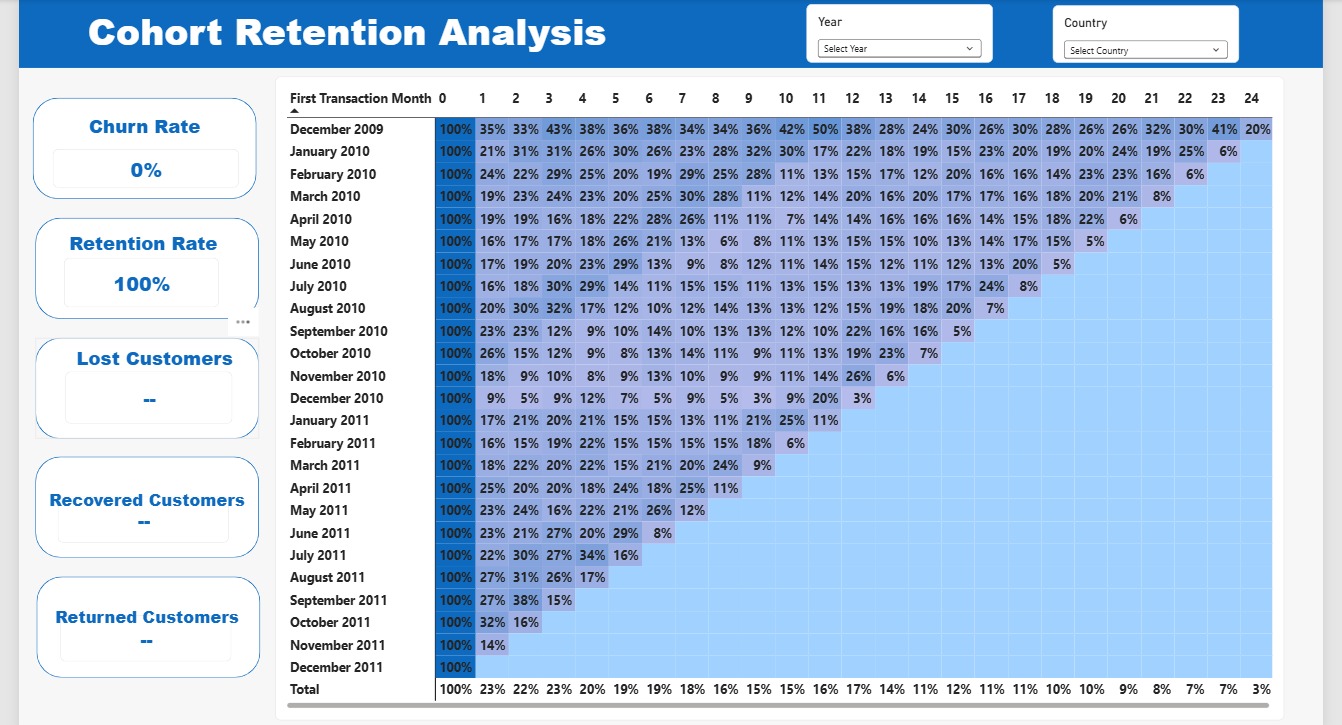 Cohort Retention Analysis
Year
Select Year
Country
Select Country
Churn Rate
0%
Retention Rate
100%
Lost Customers
--
Recovered Customers
--
Returned Customers
--
First Transaction Month 0 1 2 3 4 5 6 7 8 9 10 11 12 13 14 15 16 17 18 19 20 21 22 23 24
December 2009 100% 35% 33% 43% 38% 36% 38% 34% 34% 36% 42% 50% 38% 28% 24% 30% 26% 30% 28% 26% 26% 32% 30% 41% 20%
January 2010 100% 21% 31% 31% 26% 30% 26% 23% 28% 32% 30% 17% 22% 18% 19% 15% 23% 20% 19% 20% 24% 19% 25% 6%
February 2010 100% 24% 22% 29% 25% 20% 19% 29% 25% 28% 11% 13% 15% 17% 12% 20% 16% 16% 14% 23% 23% 16% 6%
March 2010 100% 19% 23% 24% 23% 20% 25% 30% 28% 11% 12% 14% 20% 16% 20% 17% 17% 16% 18% 20% 21% 8%
April 2010 100% 19% 19% 16% 18% 22% 28% 26% 11% 11% 7% 14% 14% 16% 16% 16% 14% 15% 18% 22% 6%
May 2010 100% 16% 17% 17% 18% 26% 21% 13% 6% 8% 11% 13% 15% 15% 10% 13% 14% 17% 15% 5%
June 2010 100% 17% 19% 20% 23% 29% 13% 9% 8% 12% 11% 14% 15% 12% 11% 12% 13% 20% 5%
July 2010 100% 16% 18% 30% 29% 14% 11% 15% 15% 11% 13% 15% 13% 13% 19% 17% 24% 8%
August 2010 100% 20% 30% 32% 17% 12% 10% 12% 14% 13% 13% 12% 15% 19% 18% 20% 7%
September 2010 100% 23% 23% 12% 9% 10% 14% 10% 13% 13% 12% 10% 22% 16% 16% 5%
October 2010 100% 26% 15% 12% 9% 8% 13% 14% 11% 9% 11% 13% 19% 23% 7%
November 2010 100% 18% 9% 10% 8% 9% 13% 10% 9% 9% 11% 14% 26% 6%
December 2010 100% 9% 5% 9% 12% 7% 5% 9% 5% 3% 9% 20% 3%
January 2011 100% 17% 21% 20% 21% 15% 15% 13% 11% 21% 25% 11%
February 2011 100% 16% 15% 19% 22% 15% 15% 15% 15% 18% 6%
March 2011 100% 18% 22% 20% 22% 15% 21% 20% 24% 9%
April 2011 100% 25% 20% 20% 18% 24% 18% 25% 11%
May 2011 100% 23% 24% 16% 22% 21% 26% 12%
June 2011 100% 23% 21% 27% 20% 29% 8%
July 2011 100% 22% 30% 27% 34% 16%
August 2011 100% 27% 31% 26% 17%
September 2011 100% 27% 38% 15%
October 2011 100% 32% 16%
November 2011 100% 14%
December 2011 100%
Total 100% 23% 22% 23% 20% 19% 19% 18% 16% 15% 15% 16% 17% 14% 11% 12% 11% 11% 10% 10% 9% 8% 7% 7% 3%